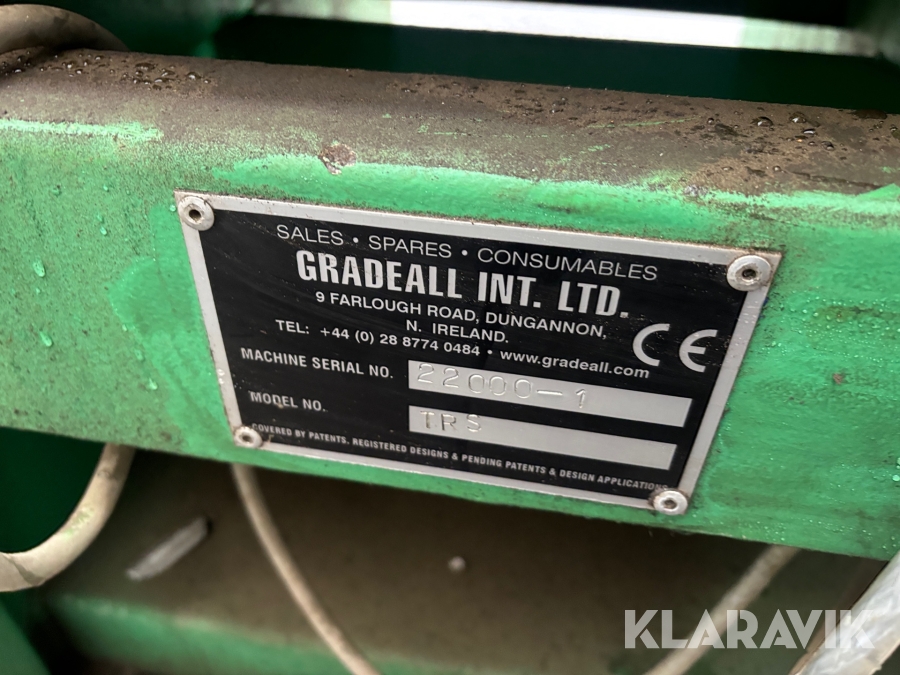 SALES • SPARES • CONSUMABLES
GRADEALL INT. LTD.
9 FARLOUGH ROAD, DUNGANNON,
N. IRELAND.
TEL: +44 (0) 28 8774 0484 • www.gradeall.com
CE
MACHINE SERIAL NO. 22000-1
MODEL NO. TRS
COVERED BY PATENTS, REGISTERED DESIGNS & PENDING PATENTS & DESIGN APPLICATIONS
KLARAVIK